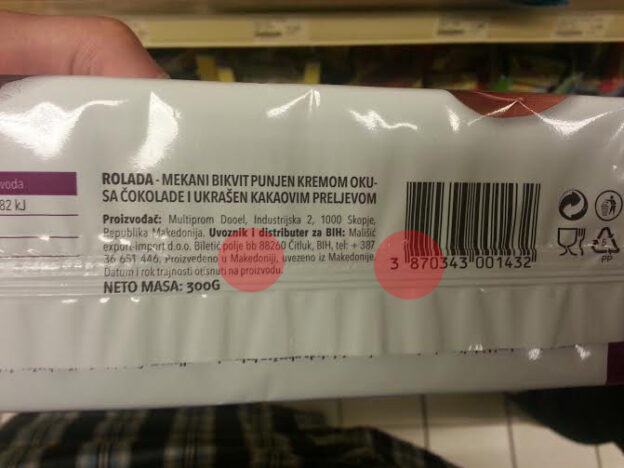 voda
82 kJ
ROLADA - MEKANI BIKVIT PUNJEN KREMOM OKU-
SA ČOKOLADE I UKRAŠEN KAKAOVIM PRELJEVOM
Proizvođač: Multiprom Dooel, Industrijska 2, 1000 Skopje,
Republika Makedonija. Uvoznik i distributer za BIH: Mališić
export-import d.o.o. Biletić polje bb 88260 Čitluk, BIH, tel: + 387
36 651 446. Proizvedeno u Makedoniji, uvezeno iz Makedonije.
Datum i rok trajnosti otisnuti na proizvodu.
NETO MASA: 300G
3 870343 001432
5
PP